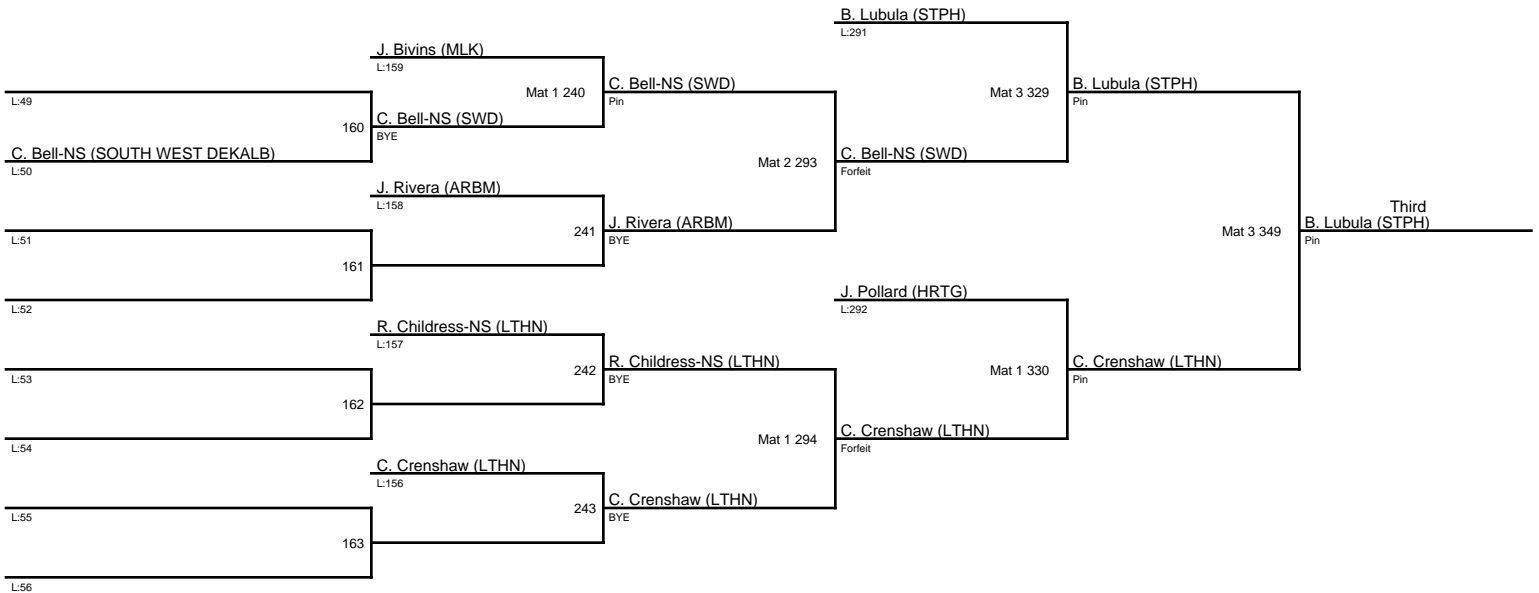 B. Lubula (STPH)
L:291
J. Bivins (MLK)
L:159
Mat 1 240
C. Bell-NS (SWD)
Pin
Mat 3 329
B. Lubula (STPH)
Pin
L:49
160
C. Bell-NS (SWD)
BYE
C. Bell-NS (SOUTH WEST DEKALB)
L:50
Mat 2 293
C. Bell-NS (SWD)
Forfeit
J. Rivera (ARBM)
L:158
241
J. Rivera (ARBM)
BYE
Mat 3 349
Third
B. Lubula (STPH)
Pin
L:51
161
L:52
J. Pollard (HRTG)
L:292
R. Childress-NS (LTHN)
L:157
242
R. Childress-NS (LTHN)
BYE
Mat 1 330
C. Crenshaw (LTHN)
Pin
L:53
162
L:54
Mat 1 294
C. Crenshaw (LTHN)
Forfeit
C. Crenshaw (LTHN)
L:156
243
C. Crenshaw (LTHN)
BYE
L:55
163
L:56